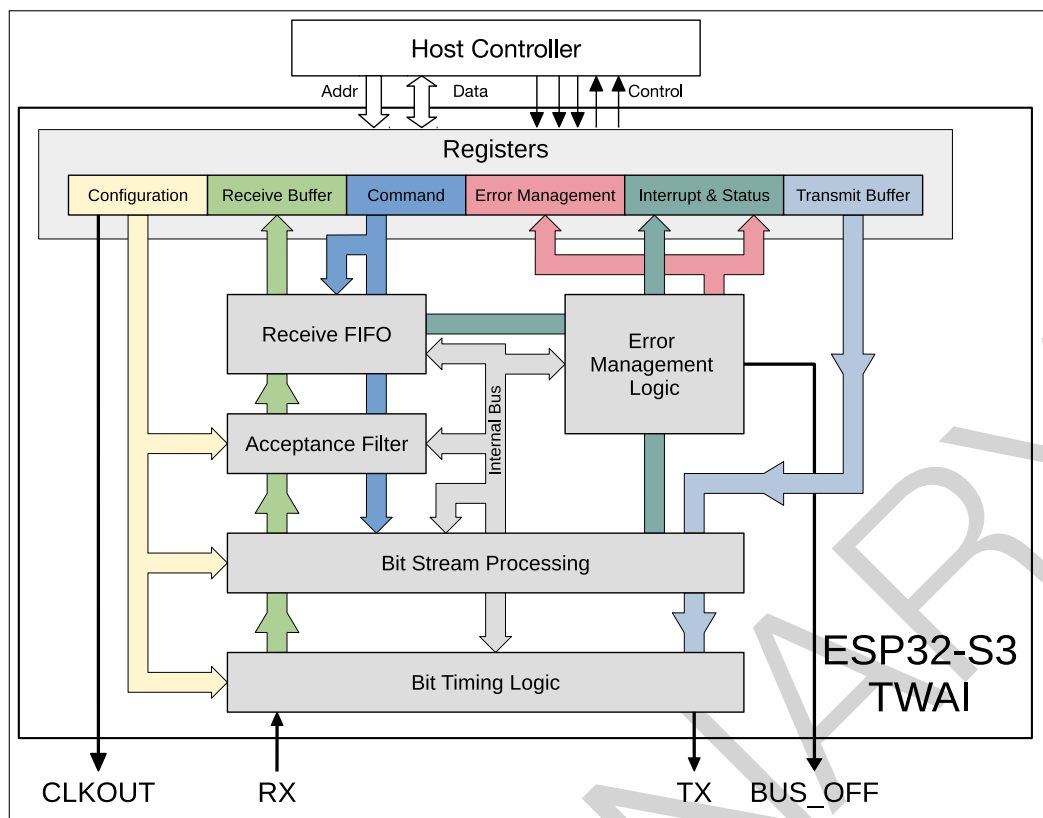 Host Controller
Addr
Data
Control
Registers
Configuration
Receive Buffer
Command
Error Management
Interrupt & Status
Transmit Buffer
Receive FIFO
Error
Management
Logic
Internal Bus
Acceptance Filter
Bit Stream Processing
Bit Timing Logic
ESP32-S3
TWAI
CLKOUT
RX
TX
BUS_OFF
NARY